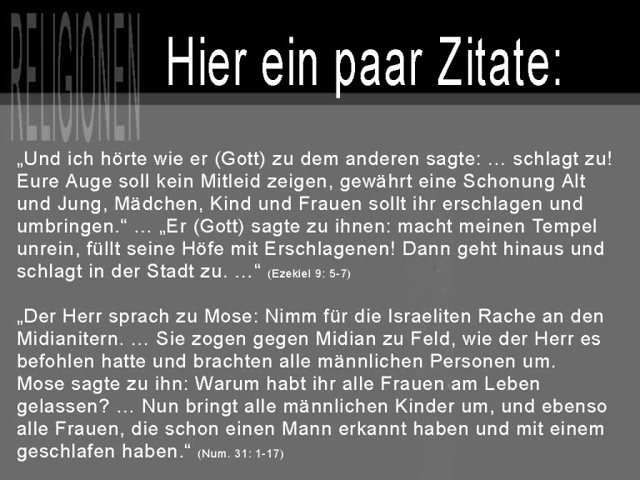 RELIGIONEN
Hier ein paar Zitate:
„Und ich hörte wie er (Gott) zu dem anderen sagte: ... schlagt zu!
Eure Auge soll kein Mitleid zeigen, gewährt eine Schonung Alt
und Jung, Mädchen, Kind und Frauen sollt ihr erschlagen und
umbringen.“ ... „Er (Gott) sagte zu ihnen: macht meinen Tempel
unrein, füllt seine Höfe mit Erschlagenen! Dann geht hinaus und
schlagt in der Stadt zu. ...“ (Ezekiel 9: 5-7)
„Der Herr sprach zu Mose: Nimm für die Israeliten Rache an den
Midianitern. ... Sie zogen gegen Midian zu Feld, wie der Herr es
befohlen hatte und brachten alle männlichen Personen um.
Mose sagte zu ihn: Warum habt ihr alle Frauen am Leben
gelassen? ... Nun bringt alle männlichen Kinder um, und ebenso
alle Frauen, die schon einen Mann erkannt haben und mit einem
geschlafen haben.“ (Num. 31: 1-17)